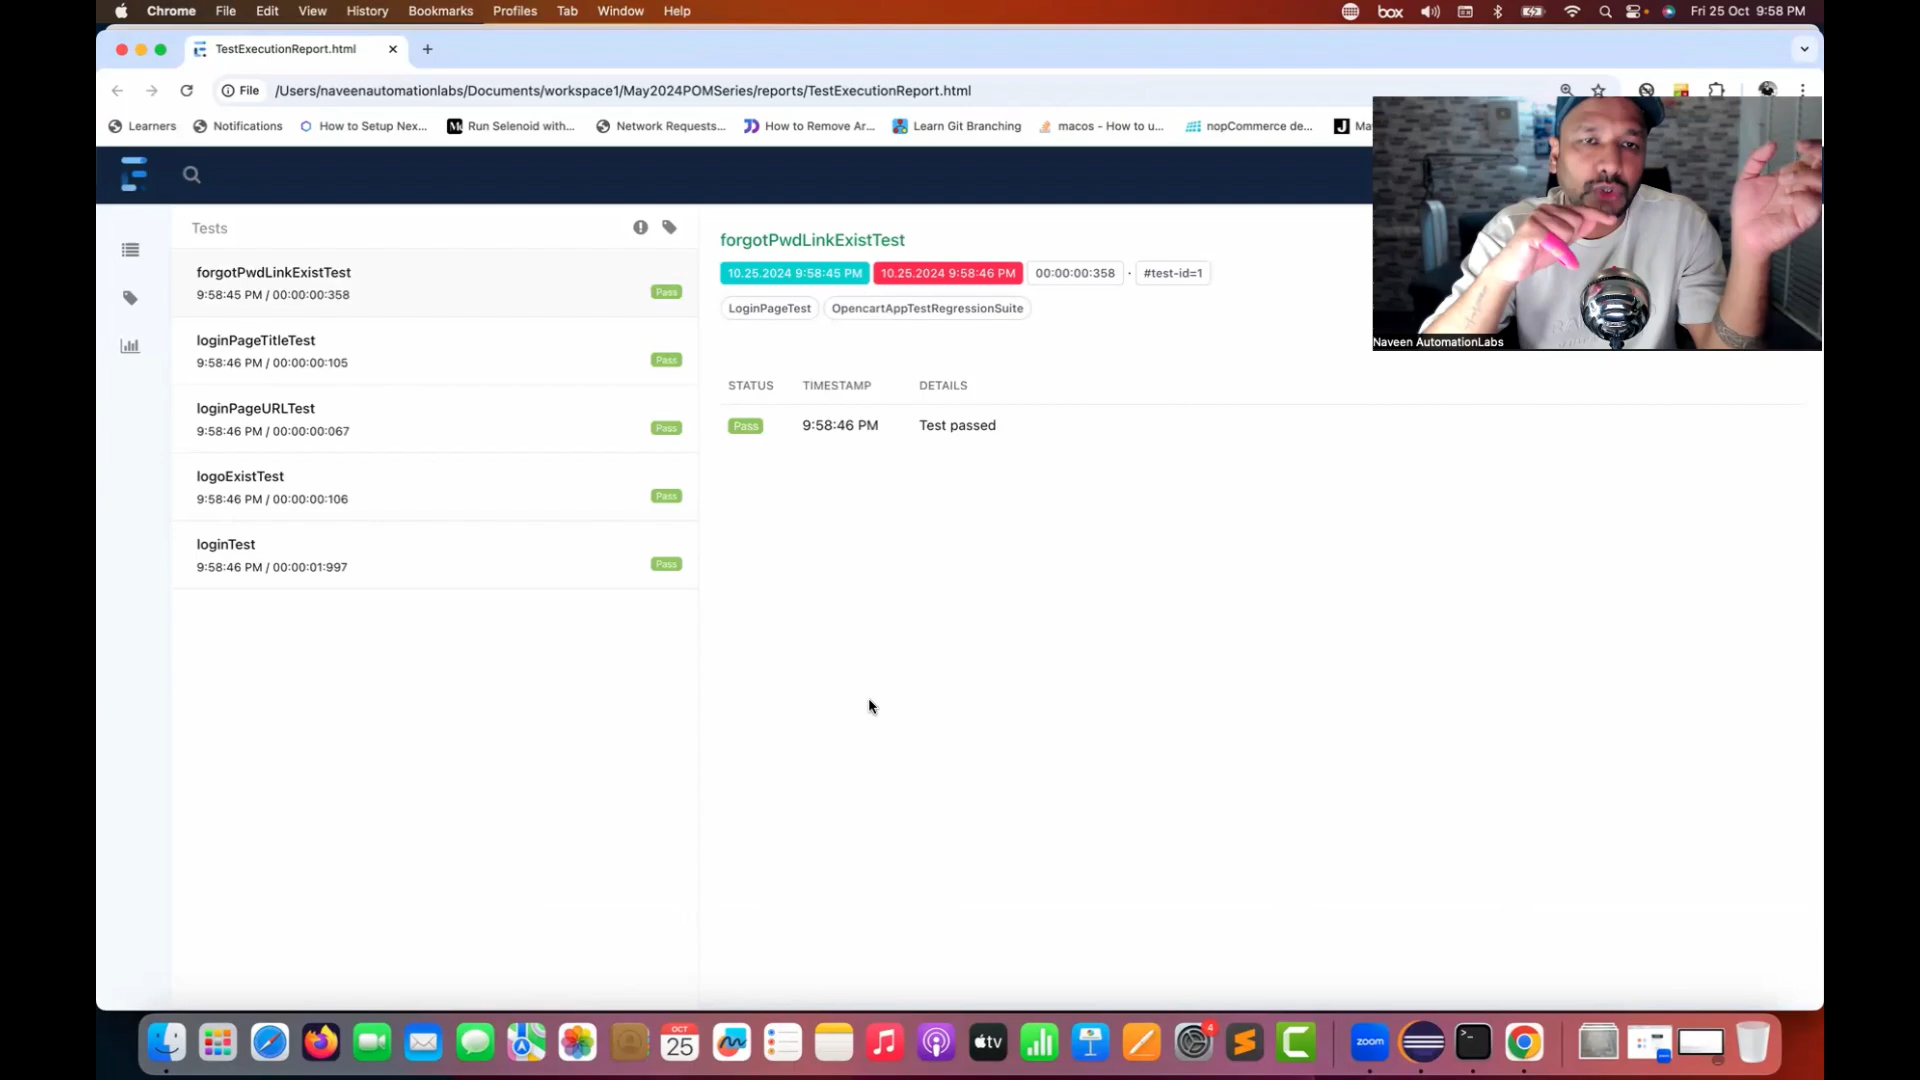 Chrome File Edit View History Bookmarks Profiles Tab Window Help box Fri 25 Oct 9:58 PM
TestExecutionReport.html
File /Users/naveenautomationlabs/Documents/workspace1/May2024POMSeries/reports/TestExecutionReport.html
Learners Notifications How to Setup Nex... Run Selenoid with... Network Requests... How to Remove Ar... Learn Git Branching macos - How to u... nopCommerce de... Ma
Tests
forgotPwdLinkExistTest
9:58:45 PM / 00:00:00:358
Pass
loginPageTitleTest
9:58:46 PM / 00:00:00:105
Pass
loginPageURLTest
9:58:46 PM / 00:00:00:067
Pass
logoExistTest
9:58:46 PM / 00:00:00:106
Pass
loginTest
9:58:46 PM / 00:00:01:997
Pass
forgotPwdLinkExistTest
10.25.2024 9:58:45 PM 10.25.2024 9:58:46 PM 00:00:00:358 · #test-id=1
LoginPageTest OpencartAppTestRegressionSuite
STATUS TIMESTAMP DETAILS
Pass 9:58:46 PM Test passed
Naveen AutomationLabs
OCT
25
tv
4
zoom